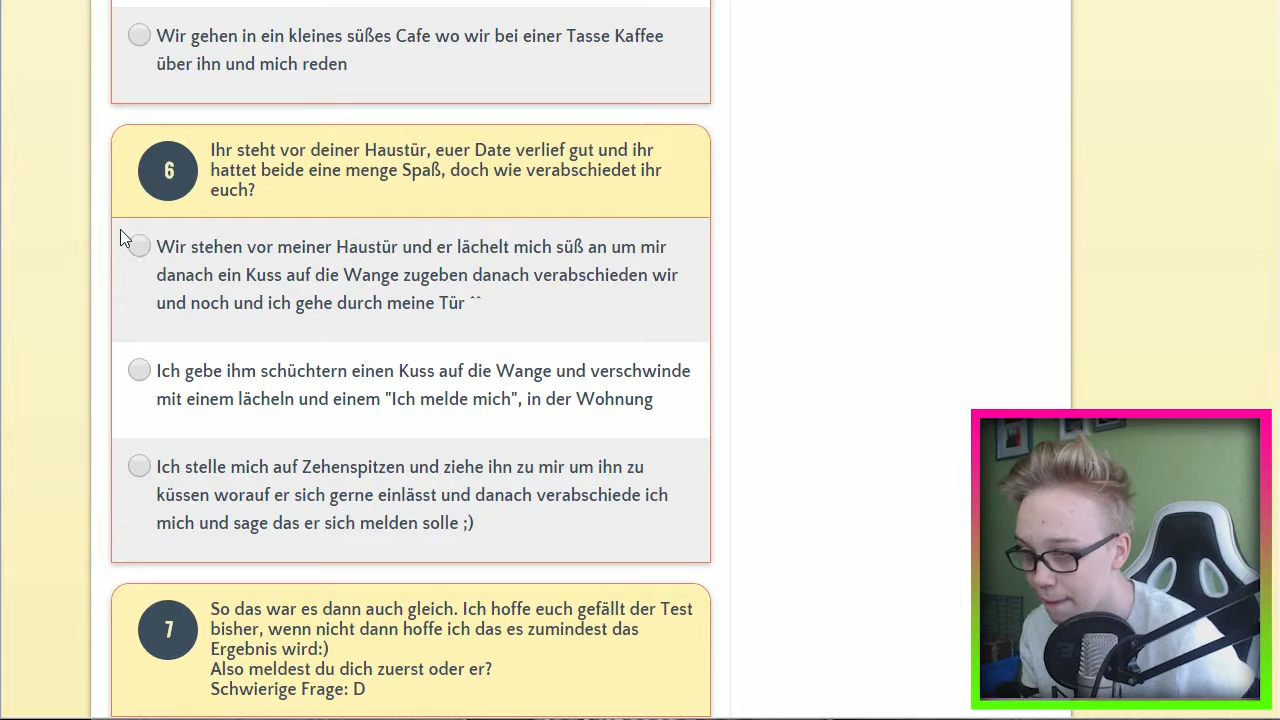 Wir gehen in ein kleines süßes Cafe wo wir bei einer Tasse Kaffee
über ihn und mich reden
6
Ihr steht vor deiner Haustür, euer Date verlief gut und ihr
hattet beide eine menge Spaß, doch wie verabschiedet ihr
euch?
Wir stehen vor meiner Haustür und er lächelt mich süß an um mir
danach ein Kuss auf die Wange zugeben danach verabschieden wir
und noch und ich gehe durch meine Tür ^^
Ich gebe ihm schüchtern einen Kuss auf die Wange und verschwinde
mit einem lächeln und einem "Ich melde mich", in der Wohnung
Ich stelle mich auf Zehenspitzen und ziehe ihn zu mir um ihn zu
küssen worauf er sich gerne einlässt und danach verabschiede ich
mich und sage das er sich melden solle ;)
7
So das war es dann auch gleich. Ich hoffe euch gefällt der Test
bisher, wenn nicht dann hoffe ich das es zumindest das
Ergebnis wird:)
Also meldest du dich zuerst oder er?
Schwierige Frage: D